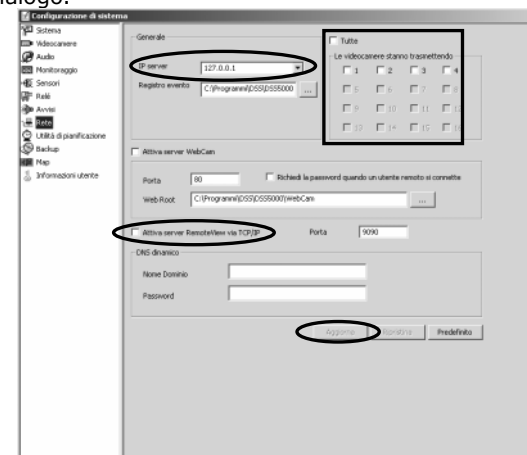 dialogo.
Configurazione di sistema
Sistema
Videocamere
Audio
Monitoraggio
Sensori
Relè
Avvisi
Rete
Utilità di pianificazione
Backup
Map
Informazioni utente
Generale
IP server 127.0.0.1
Registro evento C:\Programmi\DSS\DSS5000 ...
Tutte
Le videocamere stanno trasmettendo
1 2 3 4
5 6 7 8
9 10 11 12
13 14 15 16
Attiva server WebCam
Porta 80 Richiedi la password quando un utente remoto si connette
Web Root C:\Programmi\DSS\DSS5000\WebCam ...
Attiva server RemoteView via TCP/IP Porta 9090
DNS dinamico
Nome Dominio
Password
Aggiorna Ripristina Predefinito